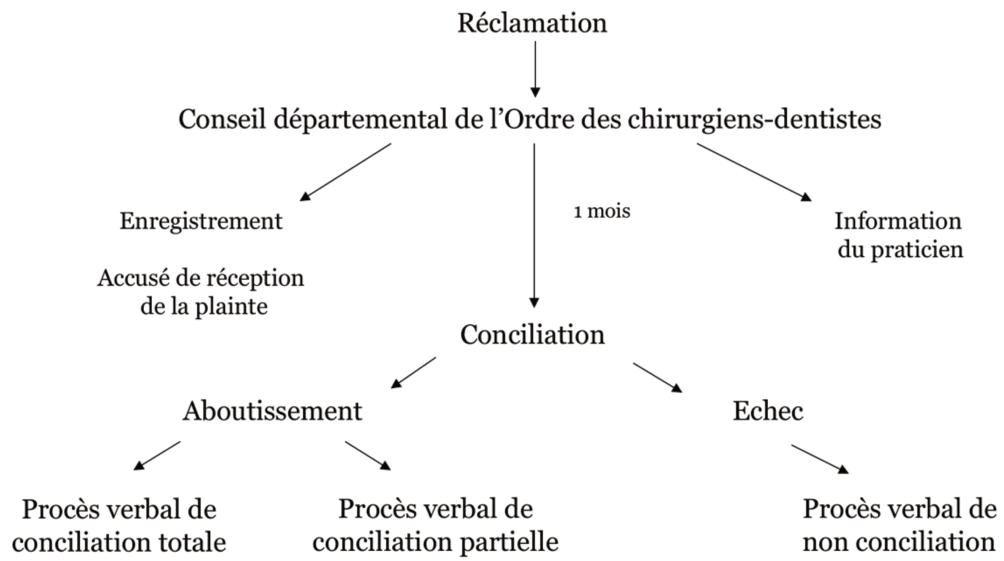 Réclamation
Conseil départemental de l’Ordre des chirurgiens-dentistes
Enregistrement
Accusé de réception
de la plainte
1 mois
Information
du praticien
Conciliation
Aboutissement
Echec
Procès verbal de
conciliation totale
Procès verbal de
conciliation partielle
Procès verbal de
non conciliation